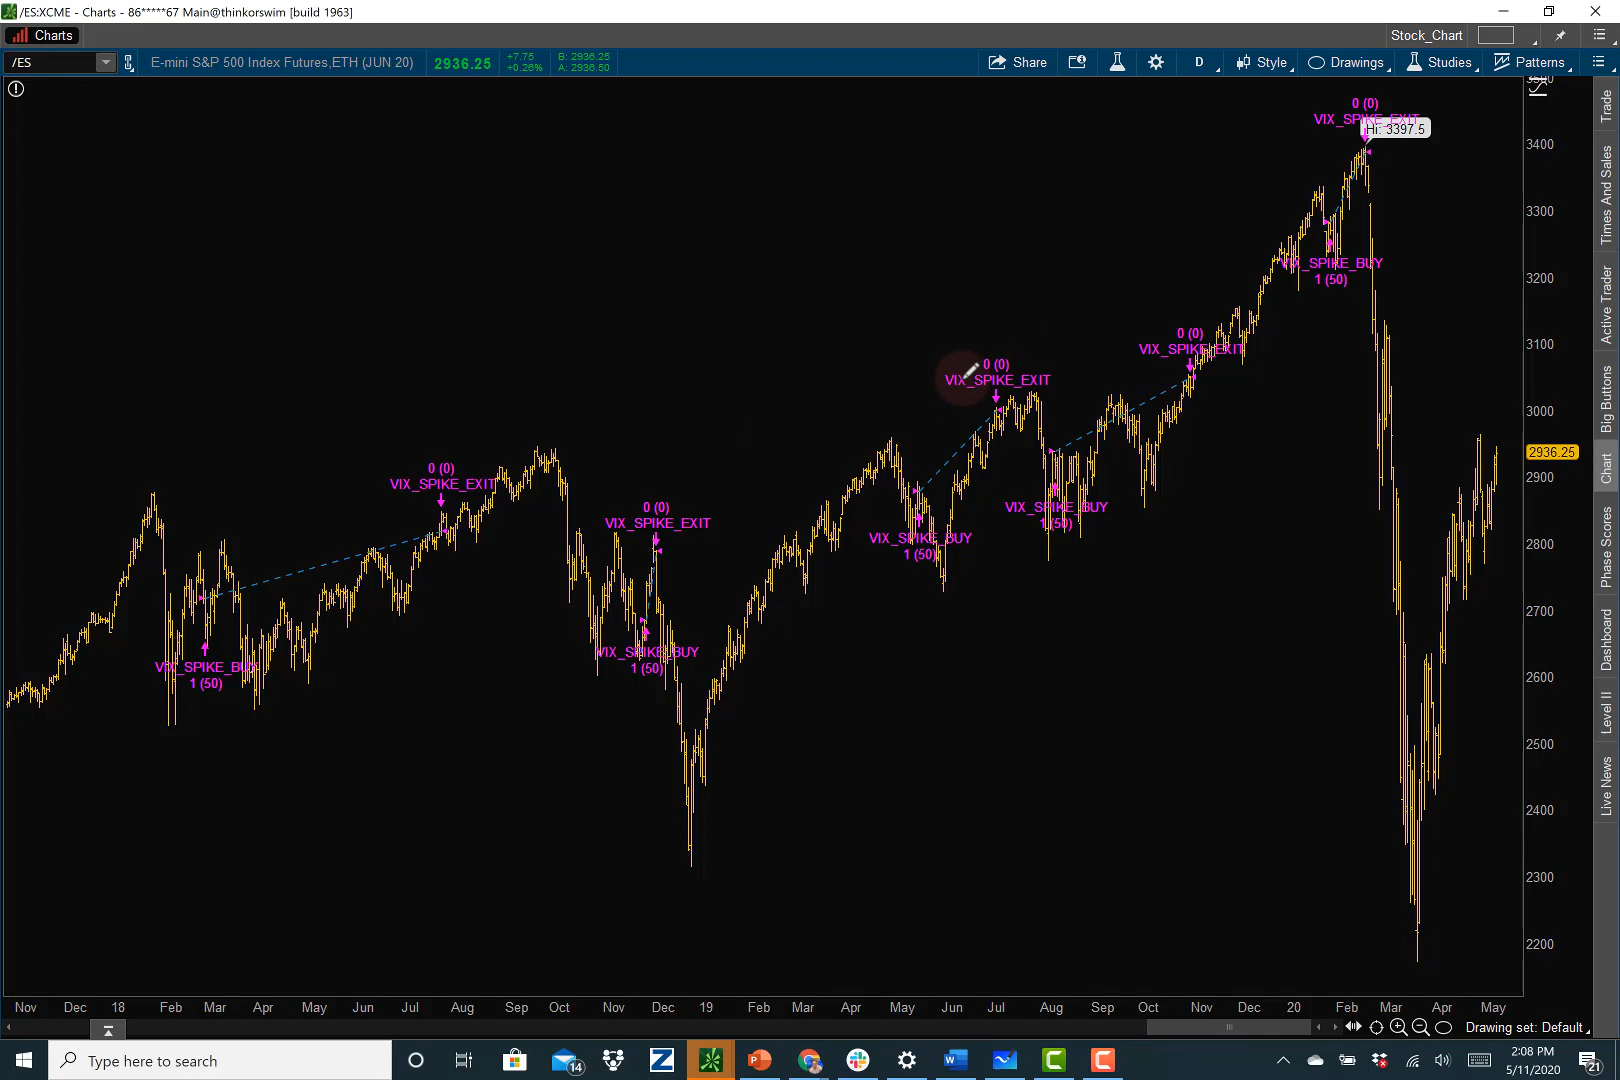 /ES:XCME - Charts - 86*****67 Main@thinkorswim [build 1963]
Charts
Stock_Chart
/ES
E-mini S&P 500 Index Futures,ETH (JUN 20)
2936.25
+7.75
+0.26%
B: 2936.25
A: 2936.50
Share
D
Style
Drawings
Studies
Patterns
0 (0)
VIX_SPIKE_EXIT
Hi: 3397.5
VIX_SPIKE_BUY
1 (50)
0 (0)
VIX_SPIKE_EXIT
0 (0)
VIX_SPIKE_EXIT
0 (0)
VIX_SPIKE_EXIT
0 (0)
VIX_SPIKE_EXIT
VIX_SPIKE_BUY
1 (50)
VIX_SPIKE_BUY
1 (50)
VIX_SPIKE_BUY
1 (50)
VIX_SPIKE_BUY
1 (50)
3500
3400
3300
3200
3100
3000
2936.25
2900
2800
2700
2600
2500
2400
2300
2200
Trade
Times And Sales
Active Trader
Big Buttons
Chart
Phase Scores
Dashboard
Level II
Live News
Nov Dec 18 Feb Mar Apr May Jun Jul Aug Sep Oct Nov Dec 19 Feb Mar Apr May Jun Jul Aug Sep Oct Nov Dec 20 Feb Mar Apr May
Drawing set: Default
Type here to search
14
2:08 PM
5/11/2020
21